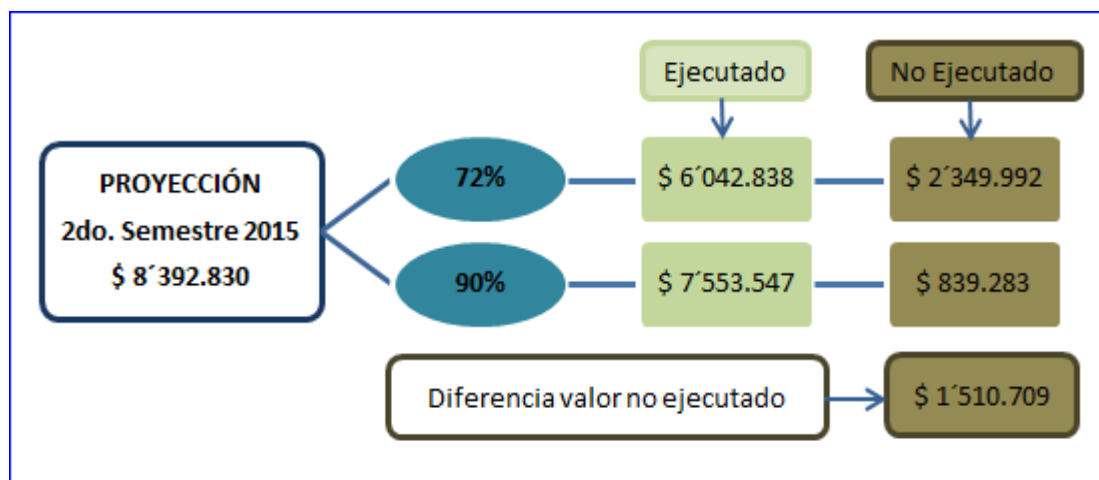 Ejecutado
No Ejecutado
PROYECCIÓN
2do. Semestre 2015
$ 8´392.830
72%
$ 6´042.838
$ 2´349.992
90%
$ 7´553.547
$ 839.283
Diferencia valor no ejecutado
$ 1´510.709